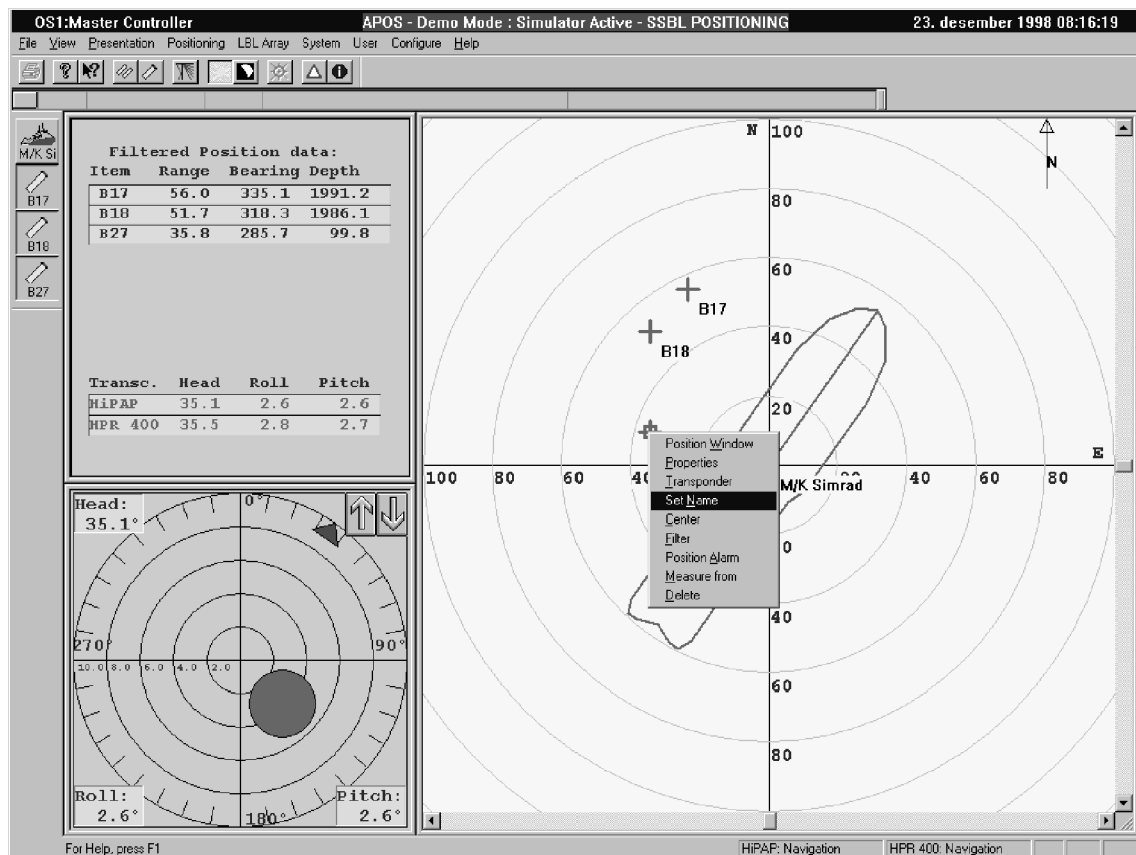 OS1:Master Controller APOS - Demo Mode : Simulator Active - SSBL POSITIONING 23. desember 1998 08:16:19
File View Presentation Positioning LBL Array System User Configure Help
M/K Si
B17
B18
B27
Filtered Position data:
Item Range Bearing Depth
B17 56.0 335.1 1991.2
B18 51.7 318.3 1986.1
B27 35.8 285.7 99.8
Transc. Head Roll Pitch
HiPAP 35.1 2.6 2.6
HPR 400 35.5 2.8 2.7
Head:
35.1°
0°
270°
90°
10.0 8.0 6.0 4.0 2.0
Roll:
2.6°
180°
Pitch:
2.6°
N 100
N
80
60
B17
40
B18
20
E
100 80 60 40 20 40 60 80
M/K Simrad
Position Window
Properties
Transponder
Set Name
Center
Filter
Position Alarm
Measure from
Delete
0
40
60
80
For Help, press F1
HiPAP: Navigation HPR 400: Navigation